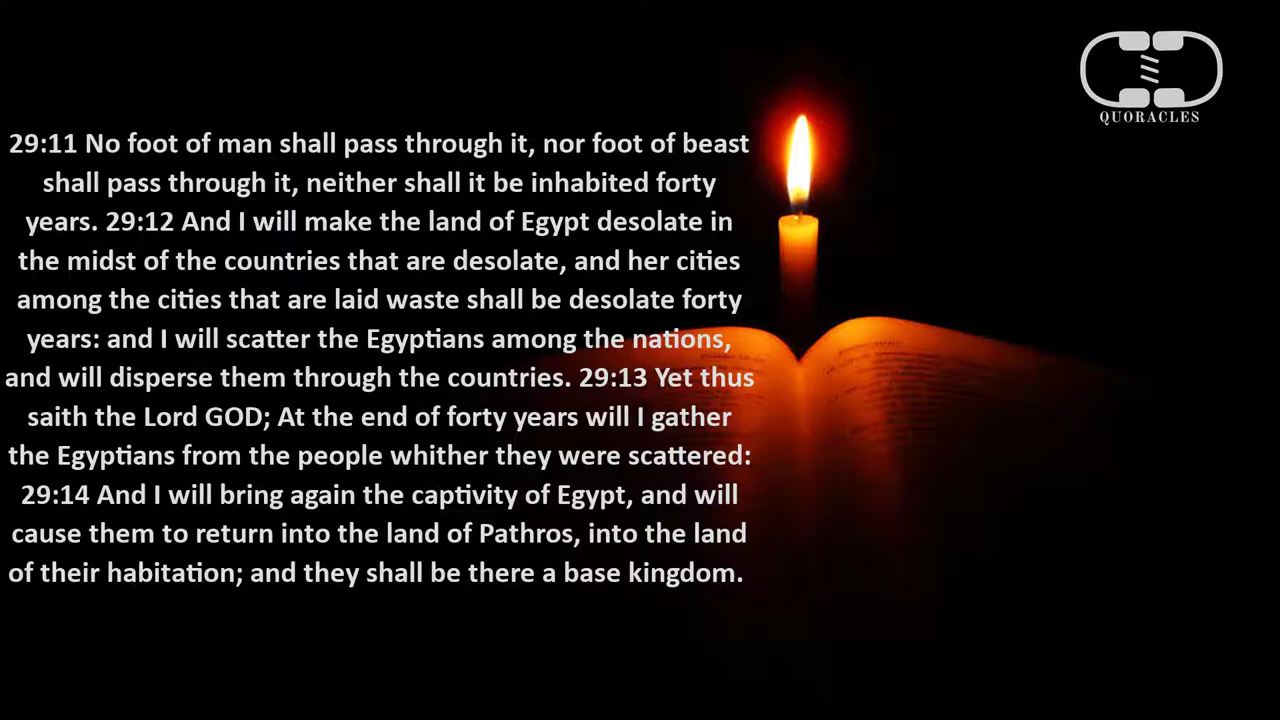 QUORACLES
29:11 No foot of man shall pass through it, nor foot of beast
shall pass through it, neither shall it be inhabited forty
years. 29:12 And I will make the land of Egypt desolate in
the midst of the countries that are desolate, and her cities
among the cities that are laid waste shall be desolate forty
years: and I will scatter the Egyptians among the nations,
and will disperse them through the countries. 29:13 Yet thus
saith the Lord GOD; At the end of forty years will I gather
the Egyptians from the people whither they were scattered:
29:14 And I will bring again the captivity of Egypt, and will
cause them to return into the land of Pathros, into the land
of their habitation; and they shall be there a base kingdom.